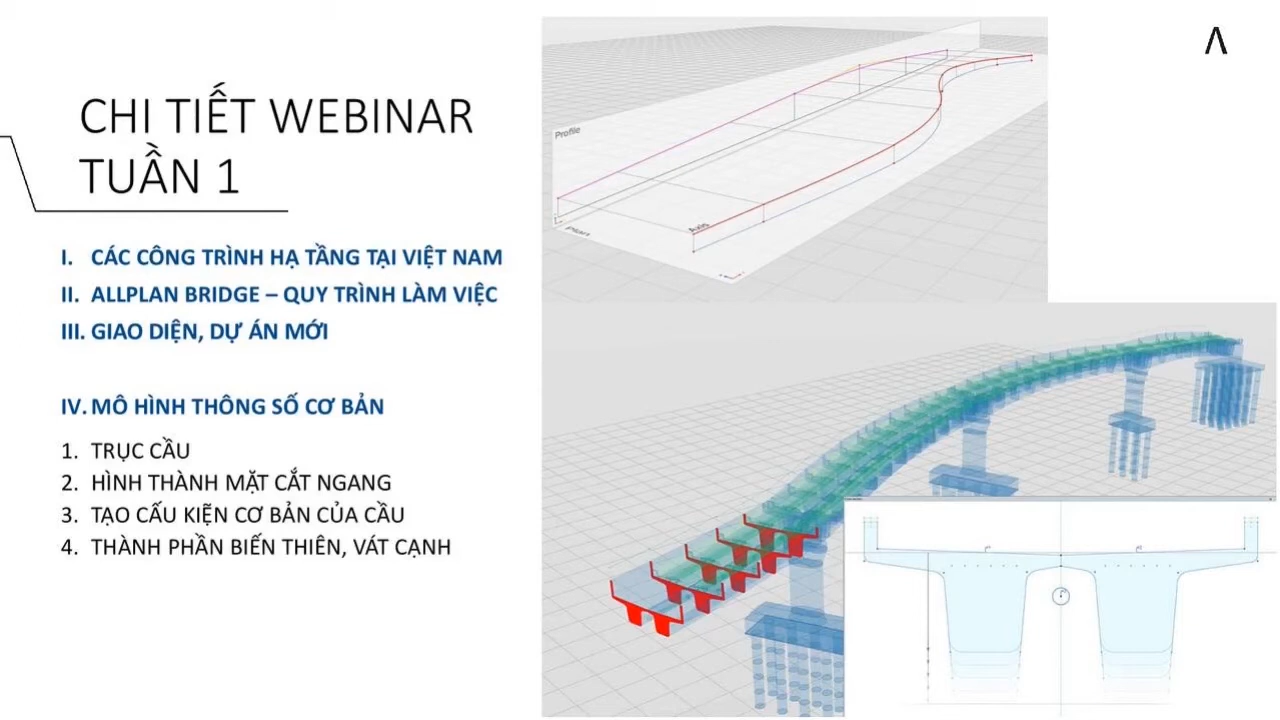 CHI TIẾT WEBINAR
TUẦN 1
I. CÁC CÔNG TRÌNH HẠ TẦNG TẠI VIỆT NAM
II. ALLPLAN BRIDGE – QUY TRÌNH LÀM VIỆC
III. GIAO DIỆN, DỰ ÁN MỚI
IV. MÔ HÌNH THÔNG SỐ CƠ BẢN
1. TRỤC CẦU
2. HÌNH THÀNH MẶT CẮT NGANG
3. TẠO CẤU KIỆN CƠ BẢN CỦA CẦU
4. THÀNH PHẦN BIẾN THIÊN, VÁT CẠNH
Profile
Plan
Axis